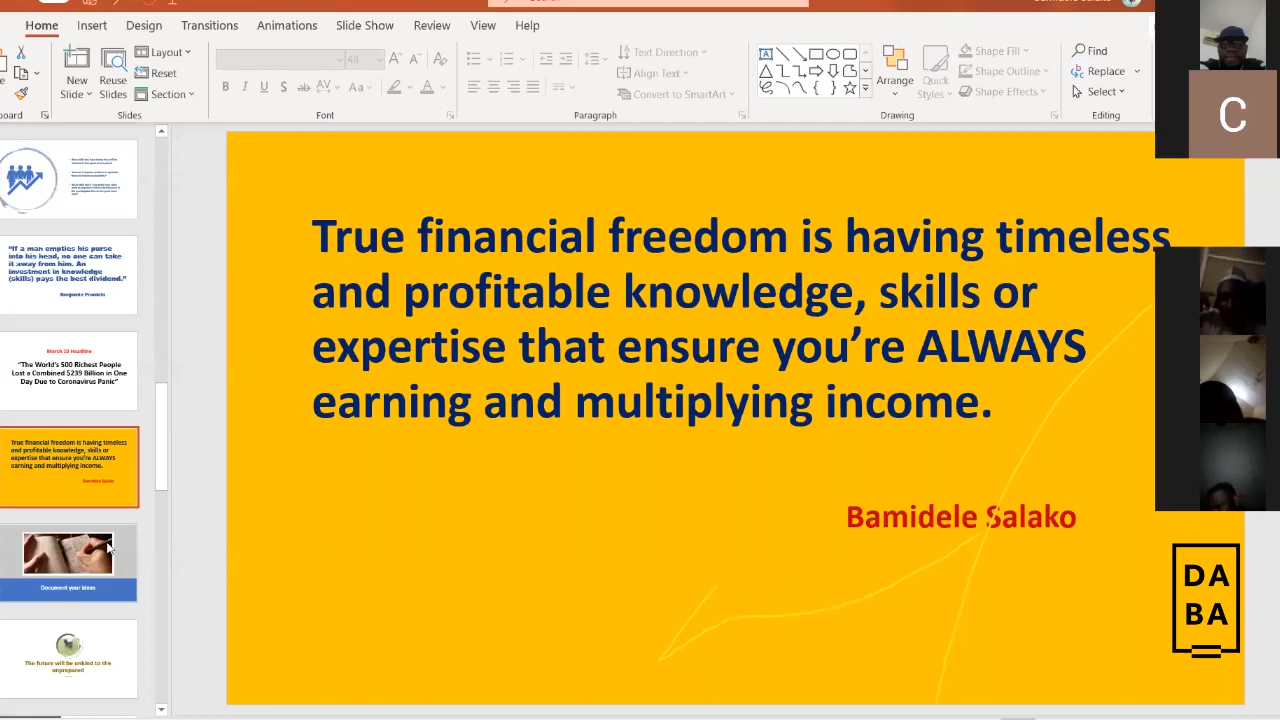 Search
Bamidele Salako
Home Insert Design Transitions Animations Slide Show Review View Help
Layout
New Slide
Reuse Slides
Reset
Section
Slides
48
Font
Text Direction
Align Text
Convert to SmartArt
Paragraph
Arrange
Quick Styles
Shape Fill
Shape Outline
Shape Effects
Drawing
Find
Replace
Select
Editing
C
"If a man empties his purse
into his head, no one can take
it away from him. An
investment in knowledge
(skills) pays the best dividend."
Benjamin Franklin
March 10 Headline
"The World's 500 Richest People
Lost a Combined $239 Billion in One
Day Due to Coronavirus Panic"
True financial freedom is having timeless
and profitable knowledge, skills or
expertise that ensure you're ALWAYS
earning and multiplying income.
Bamidele Salako
Document your ideas
The future will be unkind to the
unprepared
True financial freedom is having timeless
and profitable knowledge, skills or
expertise that ensure you’re ALWAYS
earning and multiplying income.
Bamidele Salako
DA
BA